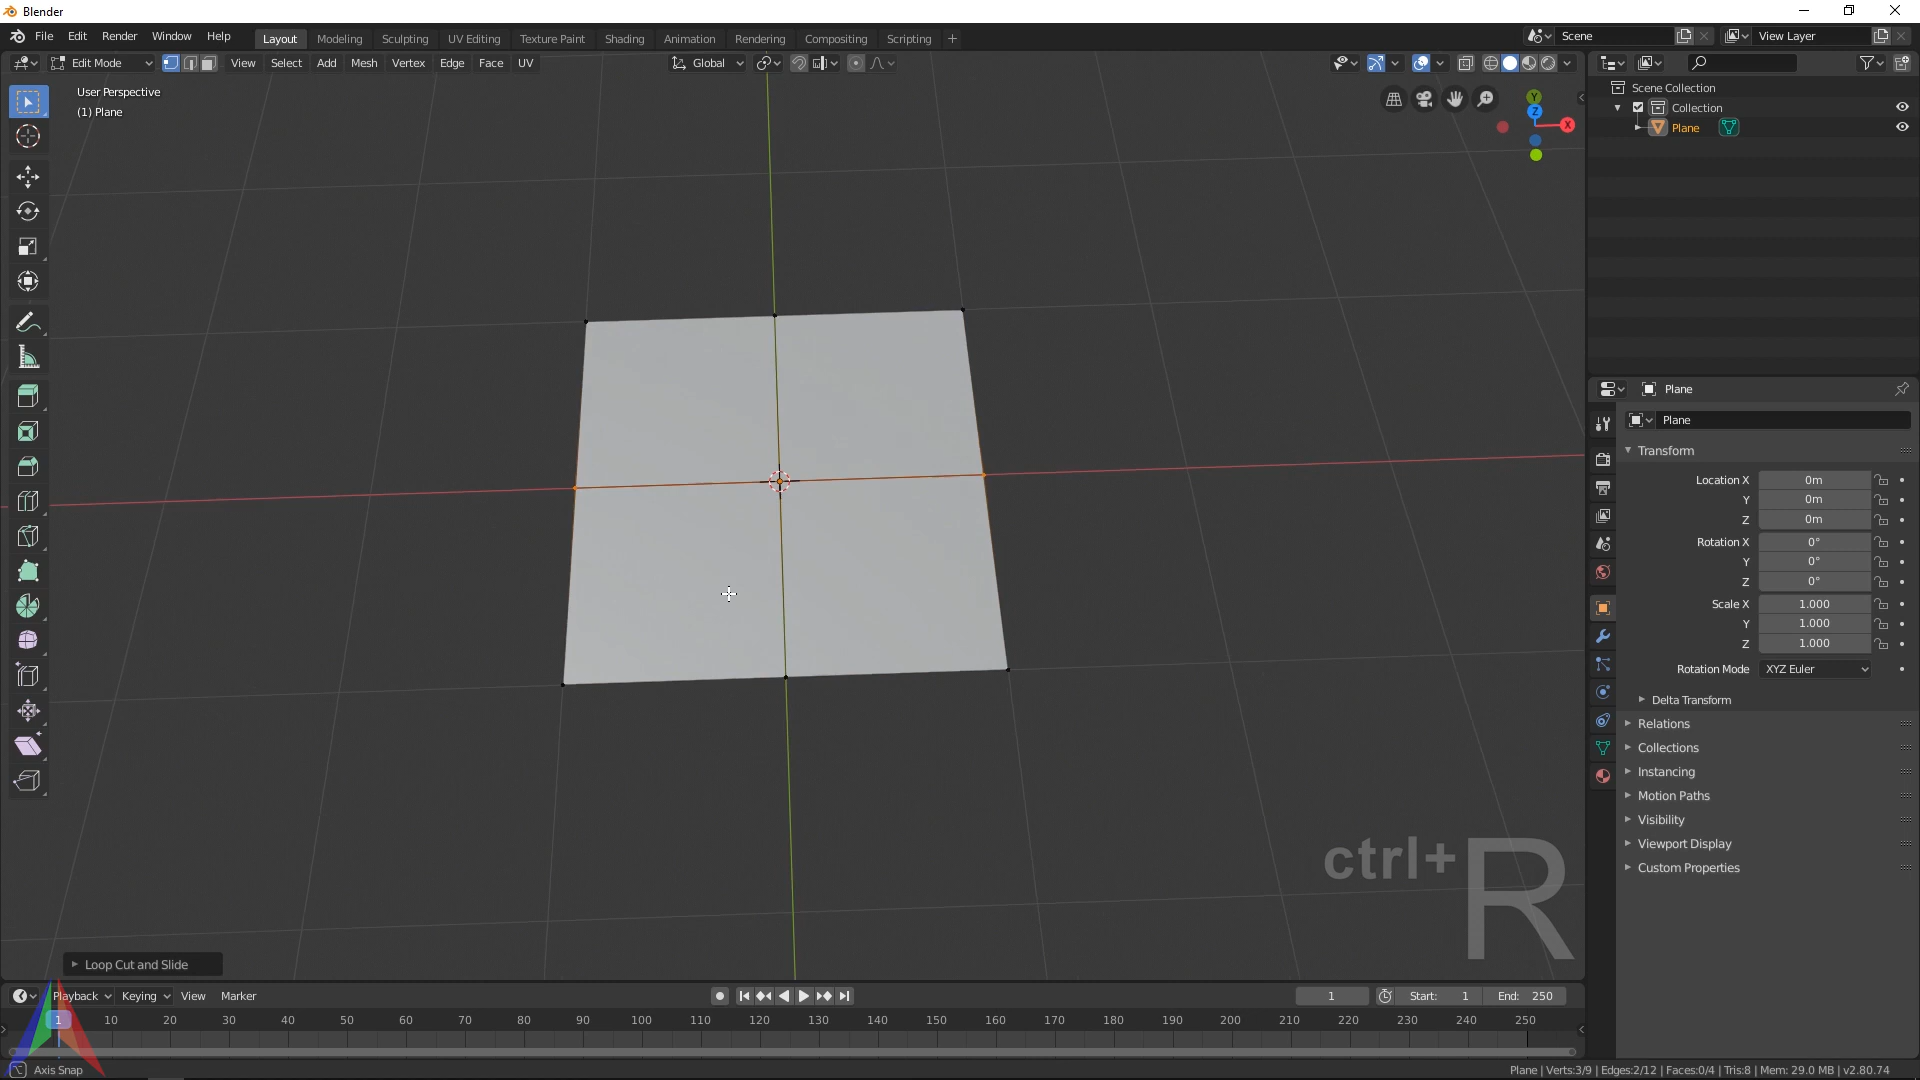 Blender
File Edit Render Window Help
Layout Modeling Sculpting UV Editing Texture Paint Shading Animation Rendering Compositing Scripting +
Scene
View Layer
Edit Mode View Select Add Mesh Vertex Edge Face UV
Global
User Perspective
(1) Plane
Y
Z
X
Scene Collection
Collection
Plane
Plane
Plane
Transform
Location X 0m
Y 0m
Z 0m
Rotation X 0°
Y 0°
Z 0°
Scale X 1.000
Y 1.000
Z 1.000
Rotation Mode XYZ Euler
Delta Transform
Relations
Collections
Instancing
Motion Paths
Visibility
Viewport Display
Custom Properties
ctrl+R
Loop Cut and Slide
Playback Keying View Marker
1 Start: 1 End: 250
1 10 20 30 40 50 60 70 80 90 100 110 120 130 140 150 160 170 180 190 200 210 220 230 240 250
Axis Snap
Plane | Verts:3/9 | Edges:2/12 | Faces:0/4 | Tris:8 | Mem: 29.0 MB | v2.80.74